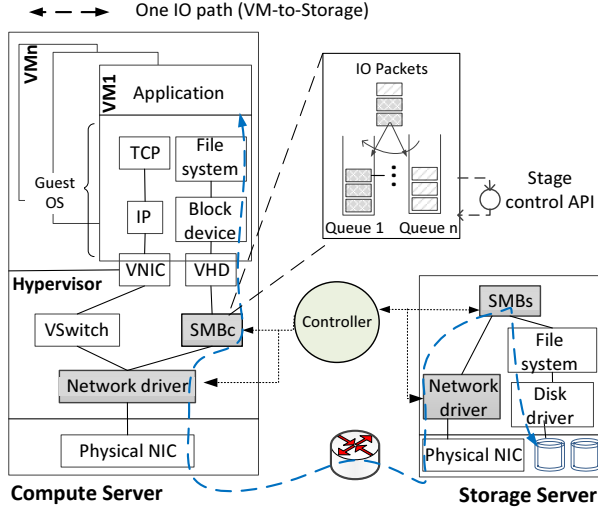 One IO path (VM-to-Storage)
VMn
VM1
Application
IO Packets
TCP
File
system
Guest
OS
IP
Block
device
Queue 1
Queue n
Stage
control API
VNIC
VHD
Hypervisor
VSwitch
SMBc
Controller
SMBs
File
system
Network driver
Network
driver
Disk
driver
Physical NIC
Physical NIC
Compute Server
Storage Server